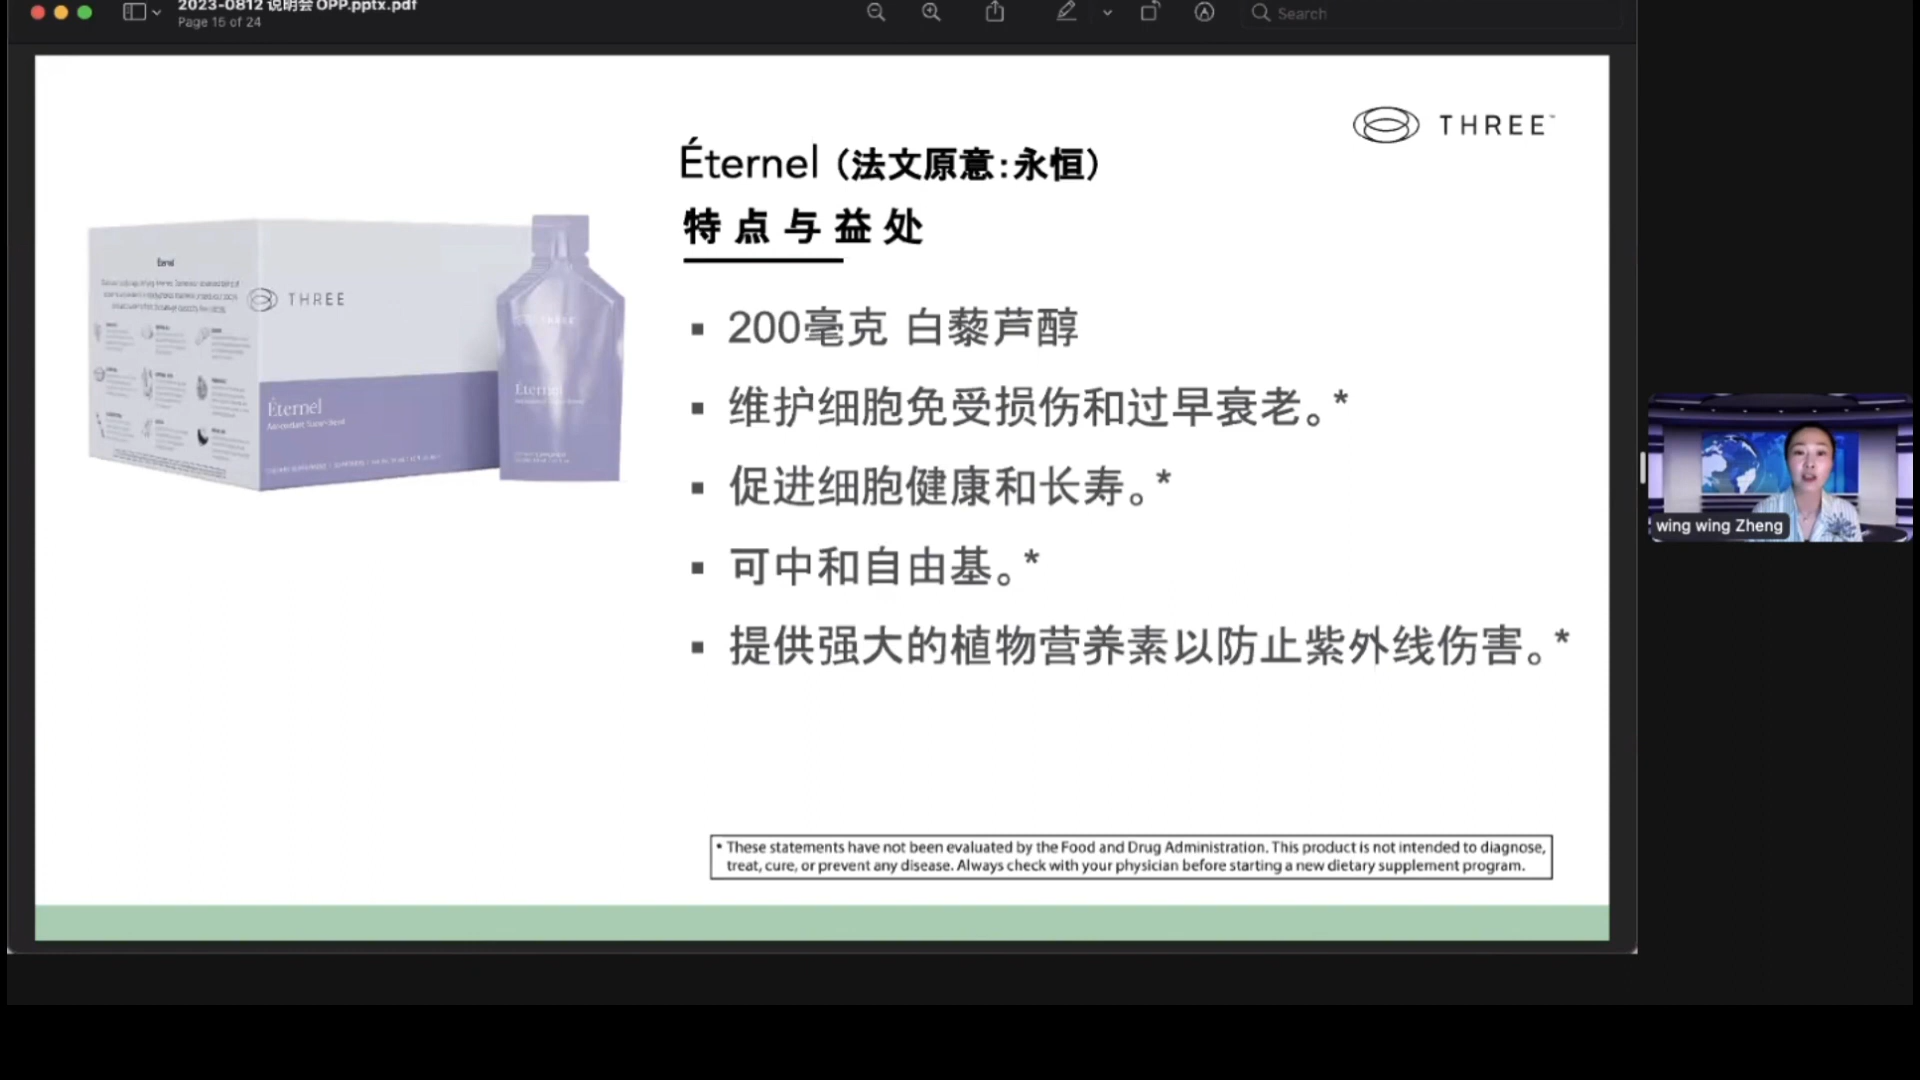 2023-0812 说明会 OPP.pptx.pdf
Page 15 of 24
Search
THREE™
Éternel（法文原意：永恒）
特点与益处
▪ 200毫克 白藜芦醇
▪ 维护细胞免受损伤和过早衰老。*
▪ 促进细胞健康和长寿。*
▪ 可中和自由基。*
▪ 提供强大的植物营养素以防止紫外线伤害。*
Éternel
THREE
Éternel
Antioxidant Super-Blend
THREE
Éternel
wing wing Zheng
* These statements have not been evaluated by the Food and Drug Administration. This product is not intended to diagnose,
treat, cure, or prevent any disease. Always check with your physician before starting a new dietary supplement program.